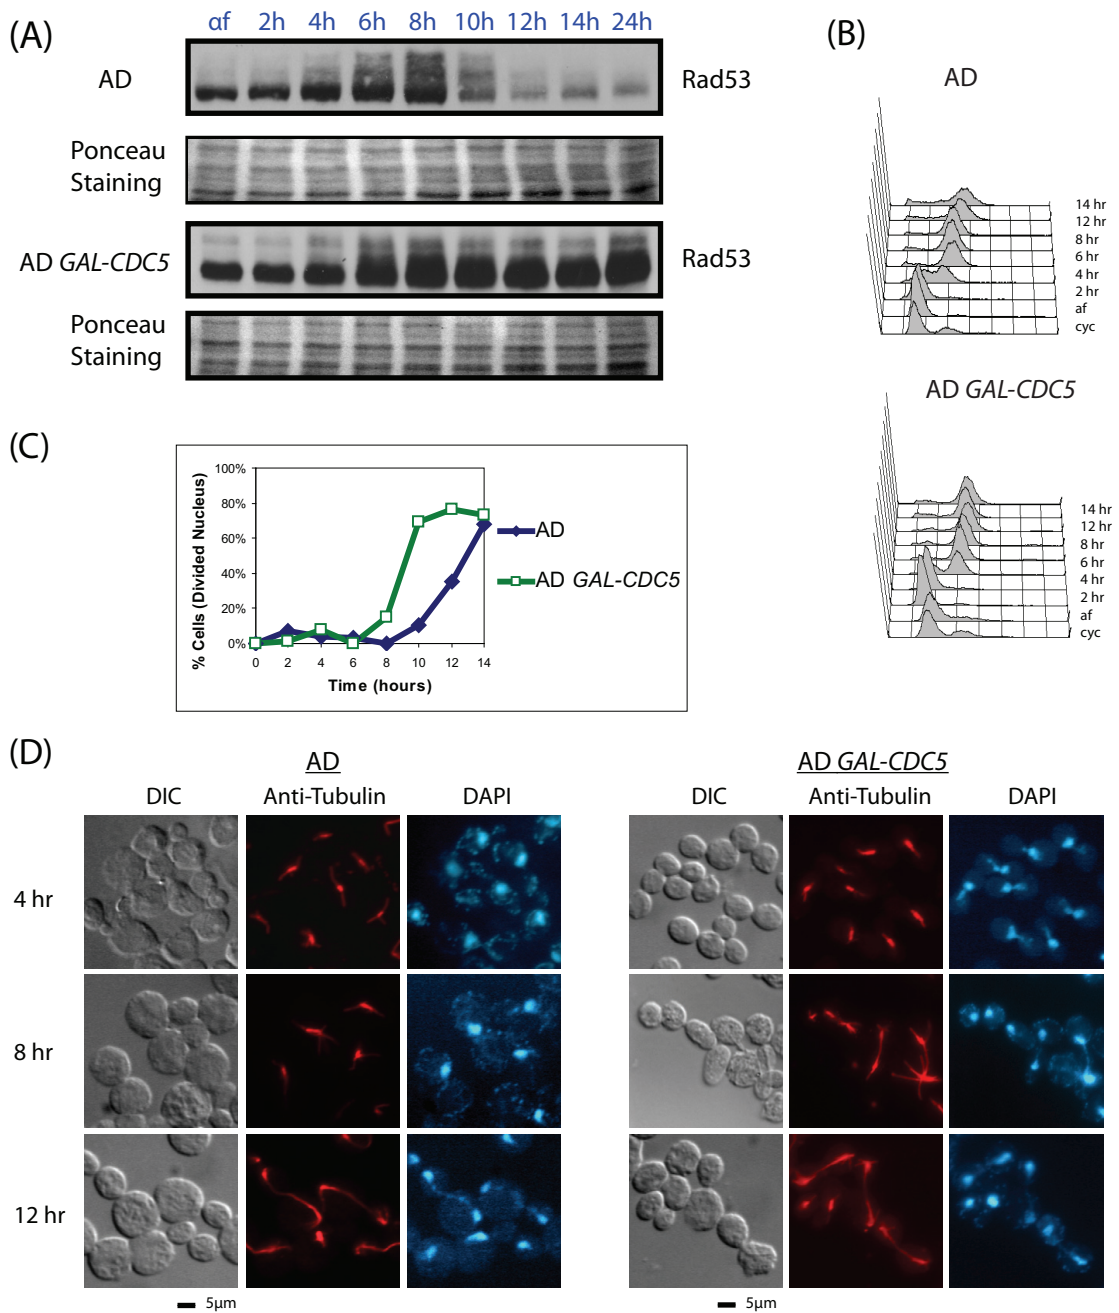 (A)
αf 2h 4h 6h 8h 10h 12h 14h 24h
AD
Rad53
Ponceau
Staining
AD GAL-CDC5
Rad53
Ponceau
Staining
(B)
AD
14 hr
12 hr
8 hr
6 hr
4 hr
2 hr
af
cyc
AD GAL-CDC5
14 hr
12 hr
8 hr
6 hr
4 hr
2 hr
af
cyc
(C)
% Cells (Divided Nucleus)
100%
80%
60%
40%
20%
0%
0 2 4 6 8 10 12 14
Time (hours)
AD
AD GAL-CDC5
(D)
AD
DIC Anti-Tubulin DAPI
AD GAL-CDC5
DIC Anti-Tubulin DAPI
4 hr
8 hr
12 hr
5μm
5μm